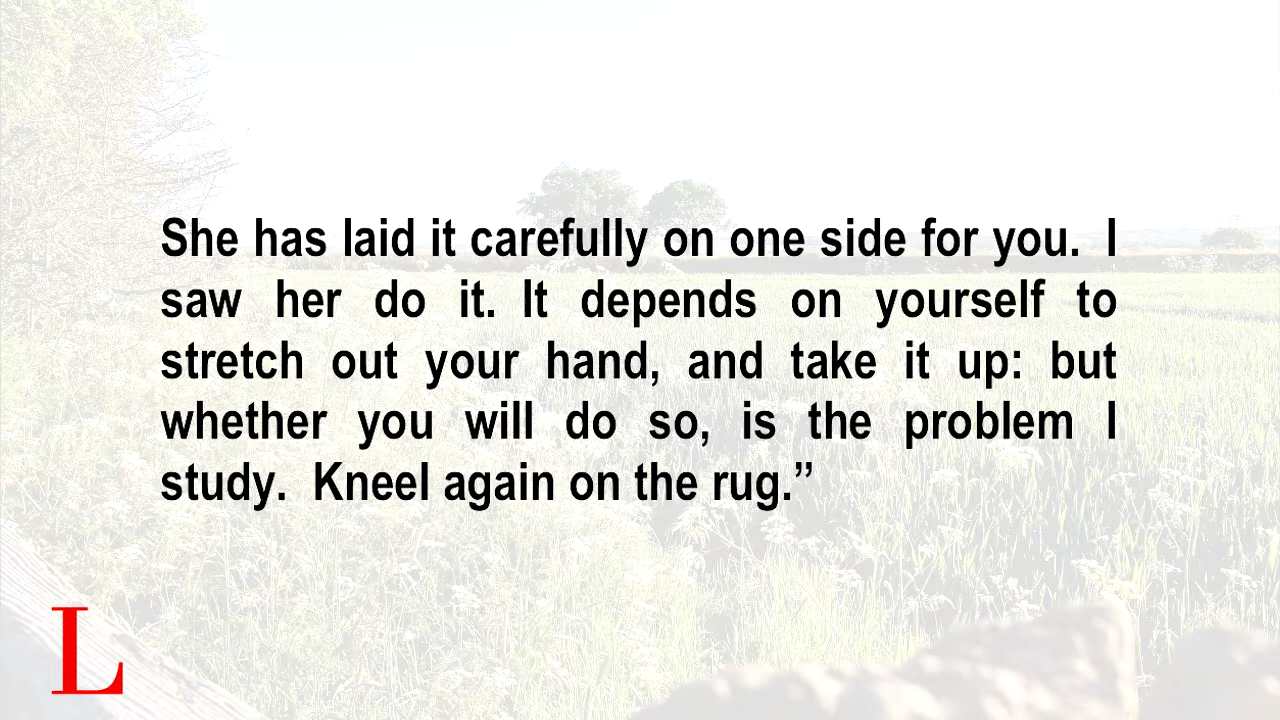 She has laid it carefully on one side for you.  I
saw her do it. It depends on yourself to
stretch out your hand, and take it up: but
whether you will do so, is the problem I
study.  Kneel again on the rug.”
L